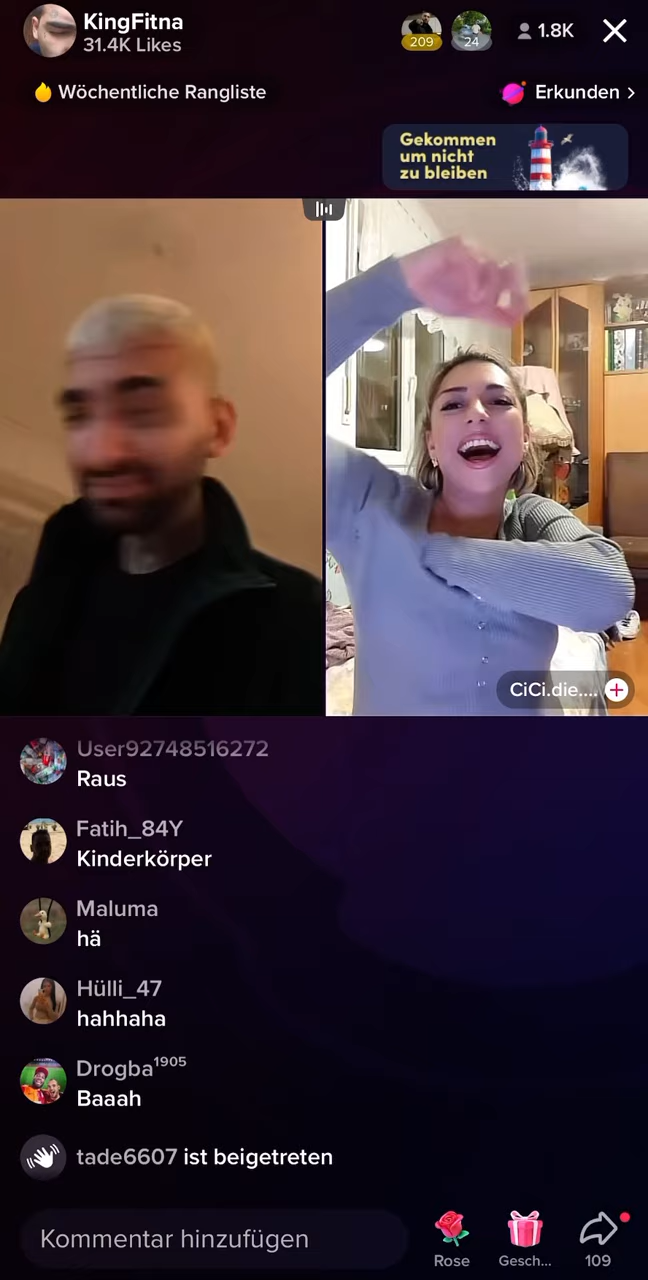 KingFitna
31.4K Likes
209
24
1.8K
Wöchentliche Rangliste
Erkunden >
Gekommen
um nicht
zu bleiben
CiCi.die....
User92748516272
Raus
Fatih_84Y
Kinderkörper
Maluma
hä
Hülli_47
hahhaha
Drogba1905
Baaah
tade6607 ist beigetreten
Kommentar hinzufügen
Rose
Gesch...
109